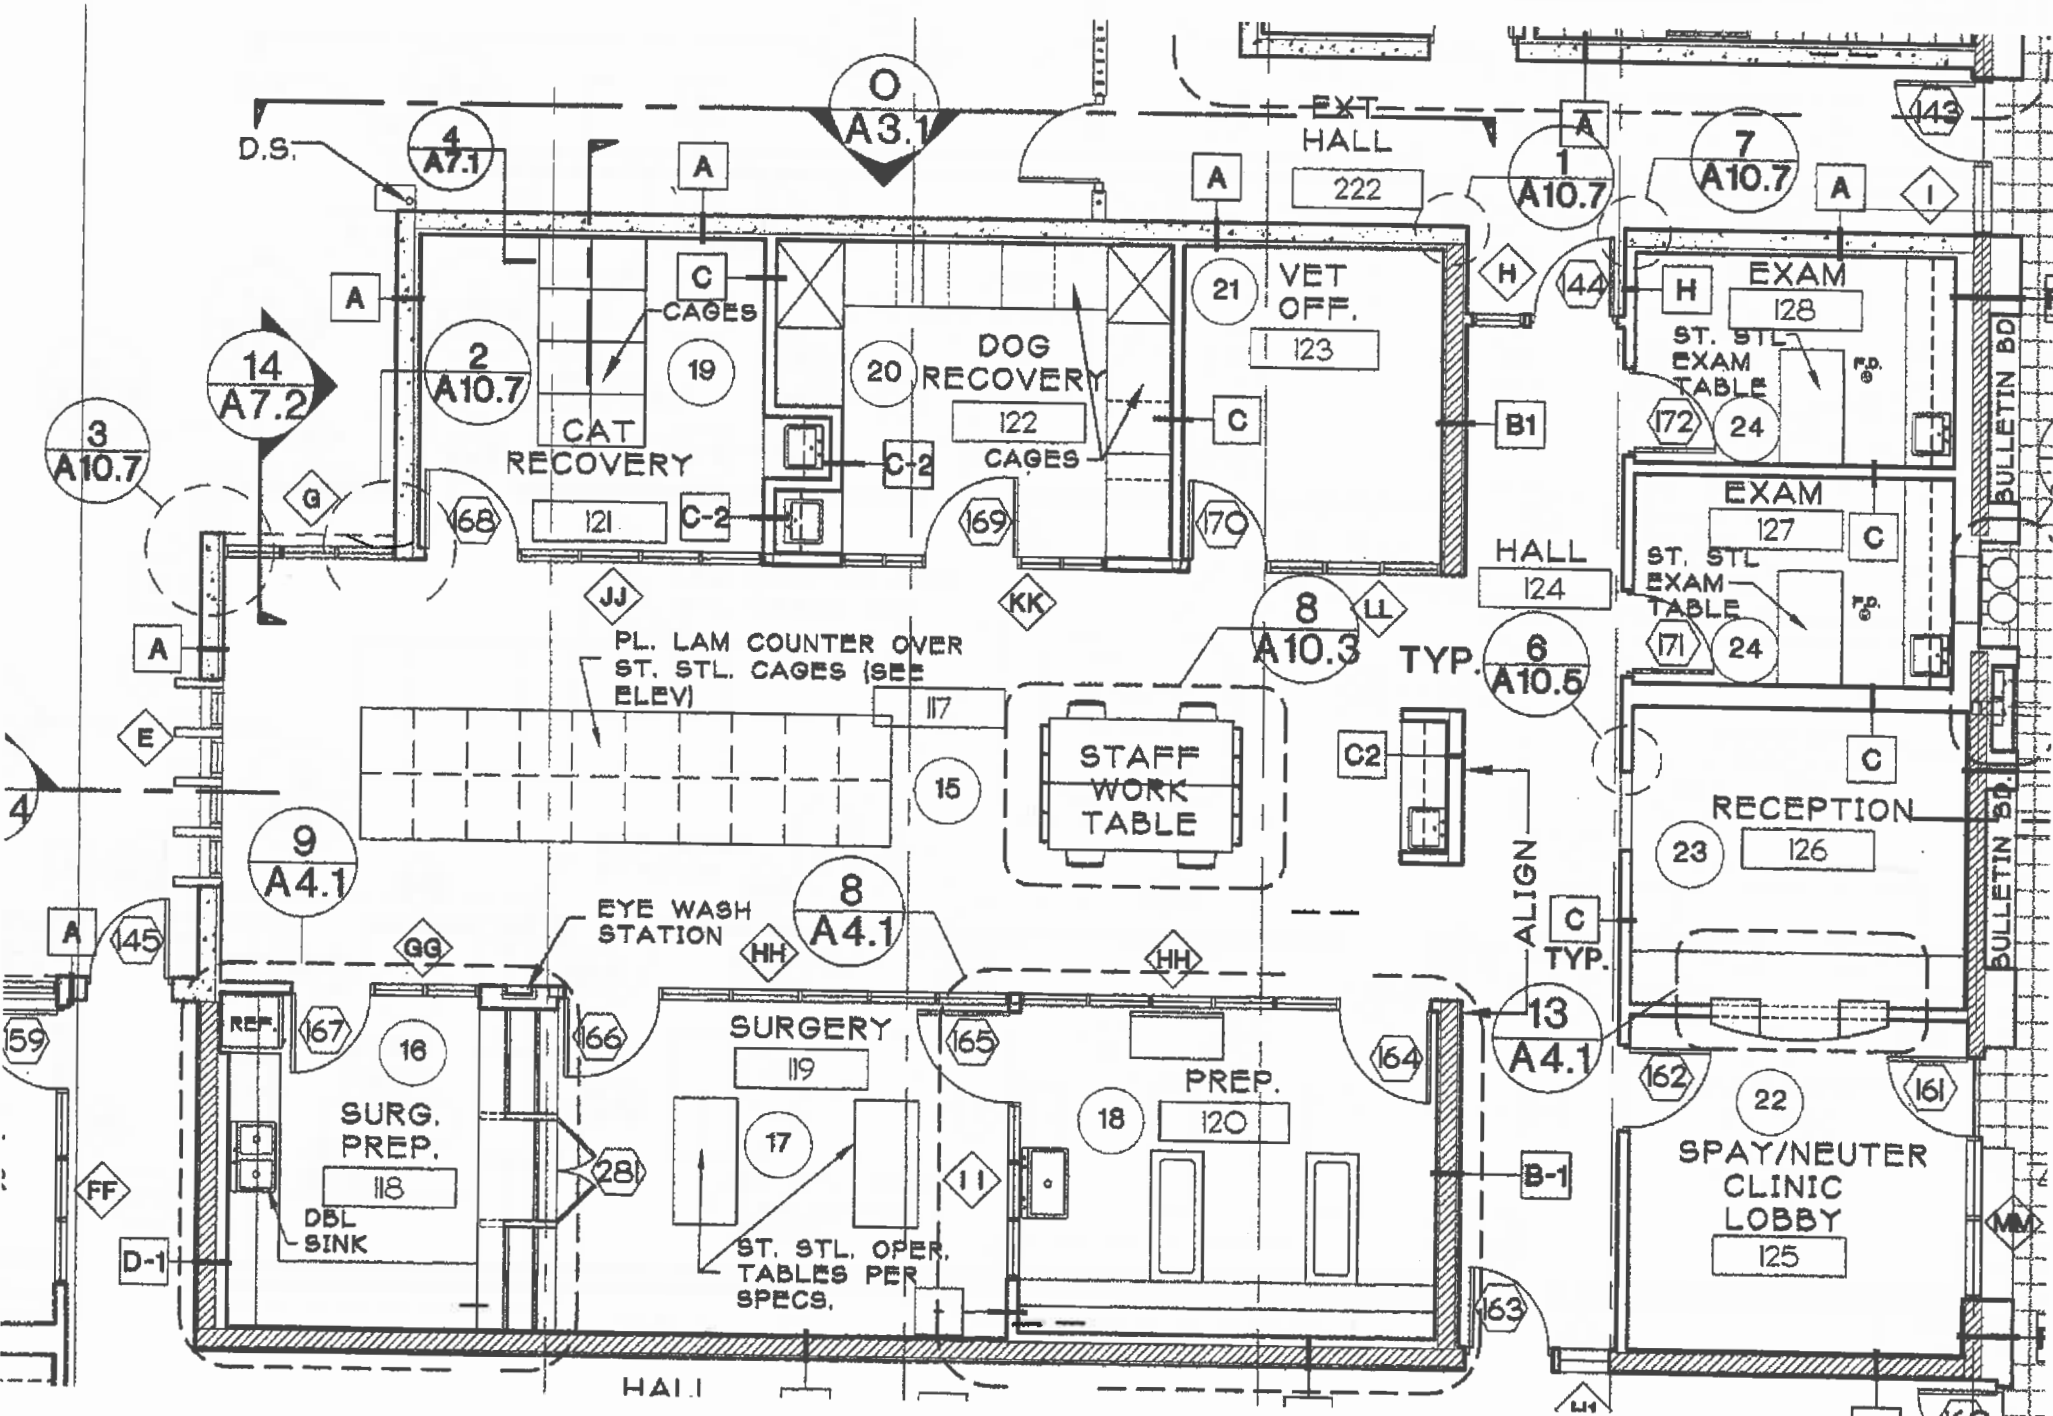 O
A3.1
4
A7.1
D.S.
A
A
EXT
HALL
222
A
1
A10.7
7
A10.7
A
143
I
A
C
CAGES
14
A7.2
2
A10.7
19
3
A10.7
G
CAT
RECOVERY
121
168
20
DOG
RECOVERY
122
CAGES
C-2
C-2
169
21
VET
OFF.
123
C
170
B1
H
144
H
EXAM
128
ST. STL
EXAM
TABLE
F.D.
172
24
BULLETIN BD
EXAM
127
C
ST. STL
EXAM
TABLE
F.D.
171
24
HALL
124
JJ
KK
LL
8
A10.3
TYP.
6
A10.5
A
E
4
PL. LAM COUNTER OVER
ST. STL. CAGES (SEE
ELEV)
117
15
STAFF
WORK
TABLE
C2
ALIGN
C
RECEPTION
126
23
BULLETIN BD.
C
TYP.
9
A4.1
8
A4.1
EYE WASH
STATION
GG
HH
HH
A
145
159
REF.
167
16
166
SURGERY
119
165
164
13
A4.1
162
161
22
SURG.
PREP.
118
DBL
SINK
281
17
II
18
PREP.
120
B-1
SPAY/NEUTER
CLINIC
LOBBY
125
MM
FF
D-1
ST. STL. OPER.
TABLES PER
SPECS.
163
HALL
H1